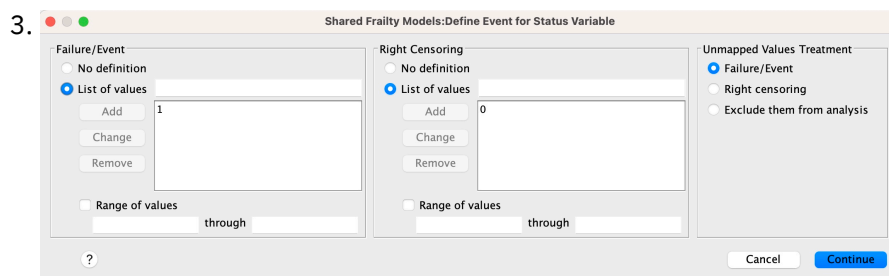 3.
Shared Frailty Models:Define Event for Status Variable
Failure/Event
No definition
List of values
Add
1
Change
Remove
Range of values
through
Right Censoring
No definition
List of values
Add
0
Change
Remove
Range of values
through
Unmapped Values Treatment
Failure/Event
Right censoring
Exclude them from analysis
?
Cancel
Continue